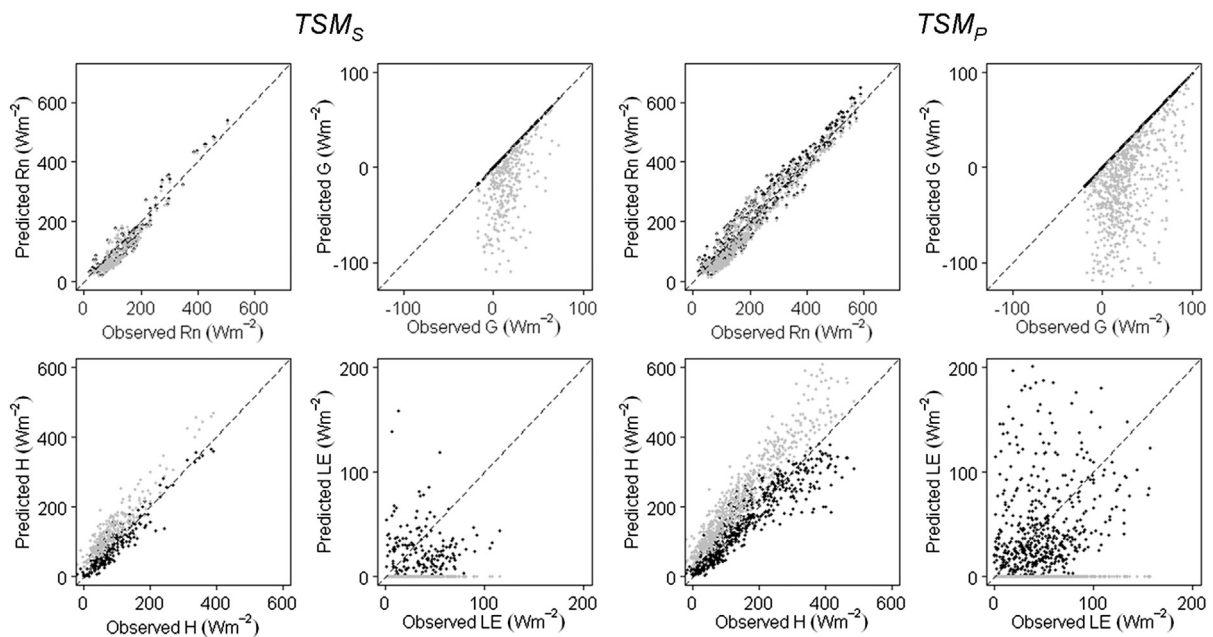 TSM_S TSM_P
600
400
200
0
Predicted Rn (Wm⁻²)
0 200 400 600
Observed Rn (Wm⁻²)
100
0
-100
Predicted G (Wm⁻²)
-100 0 100
Observed G (Wm⁻²)
600
400
200
0
Predicted Rn (Wm⁻²)
0 200 400 600
Observed Rn (Wm⁻²)
100
0
-100
Predicted G (Wm⁻²)
-100 0 100
Observed G (Wm⁻²)
600
400
200
0
Predicted H (Wm⁻²)
0 200 400 600
Observed H (Wm⁻²)
200
100
0
Predicted LE (Wm⁻²)
0 100 200
Observed LE (Wm⁻²)
600
400
200
0
Predicted H (Wm⁻²)
0 200 400 600
Observed H (Wm⁻²)
200
100
0
Predicted LE (Wm⁻²)
0 100 200
Observed LE (Wm⁻²)